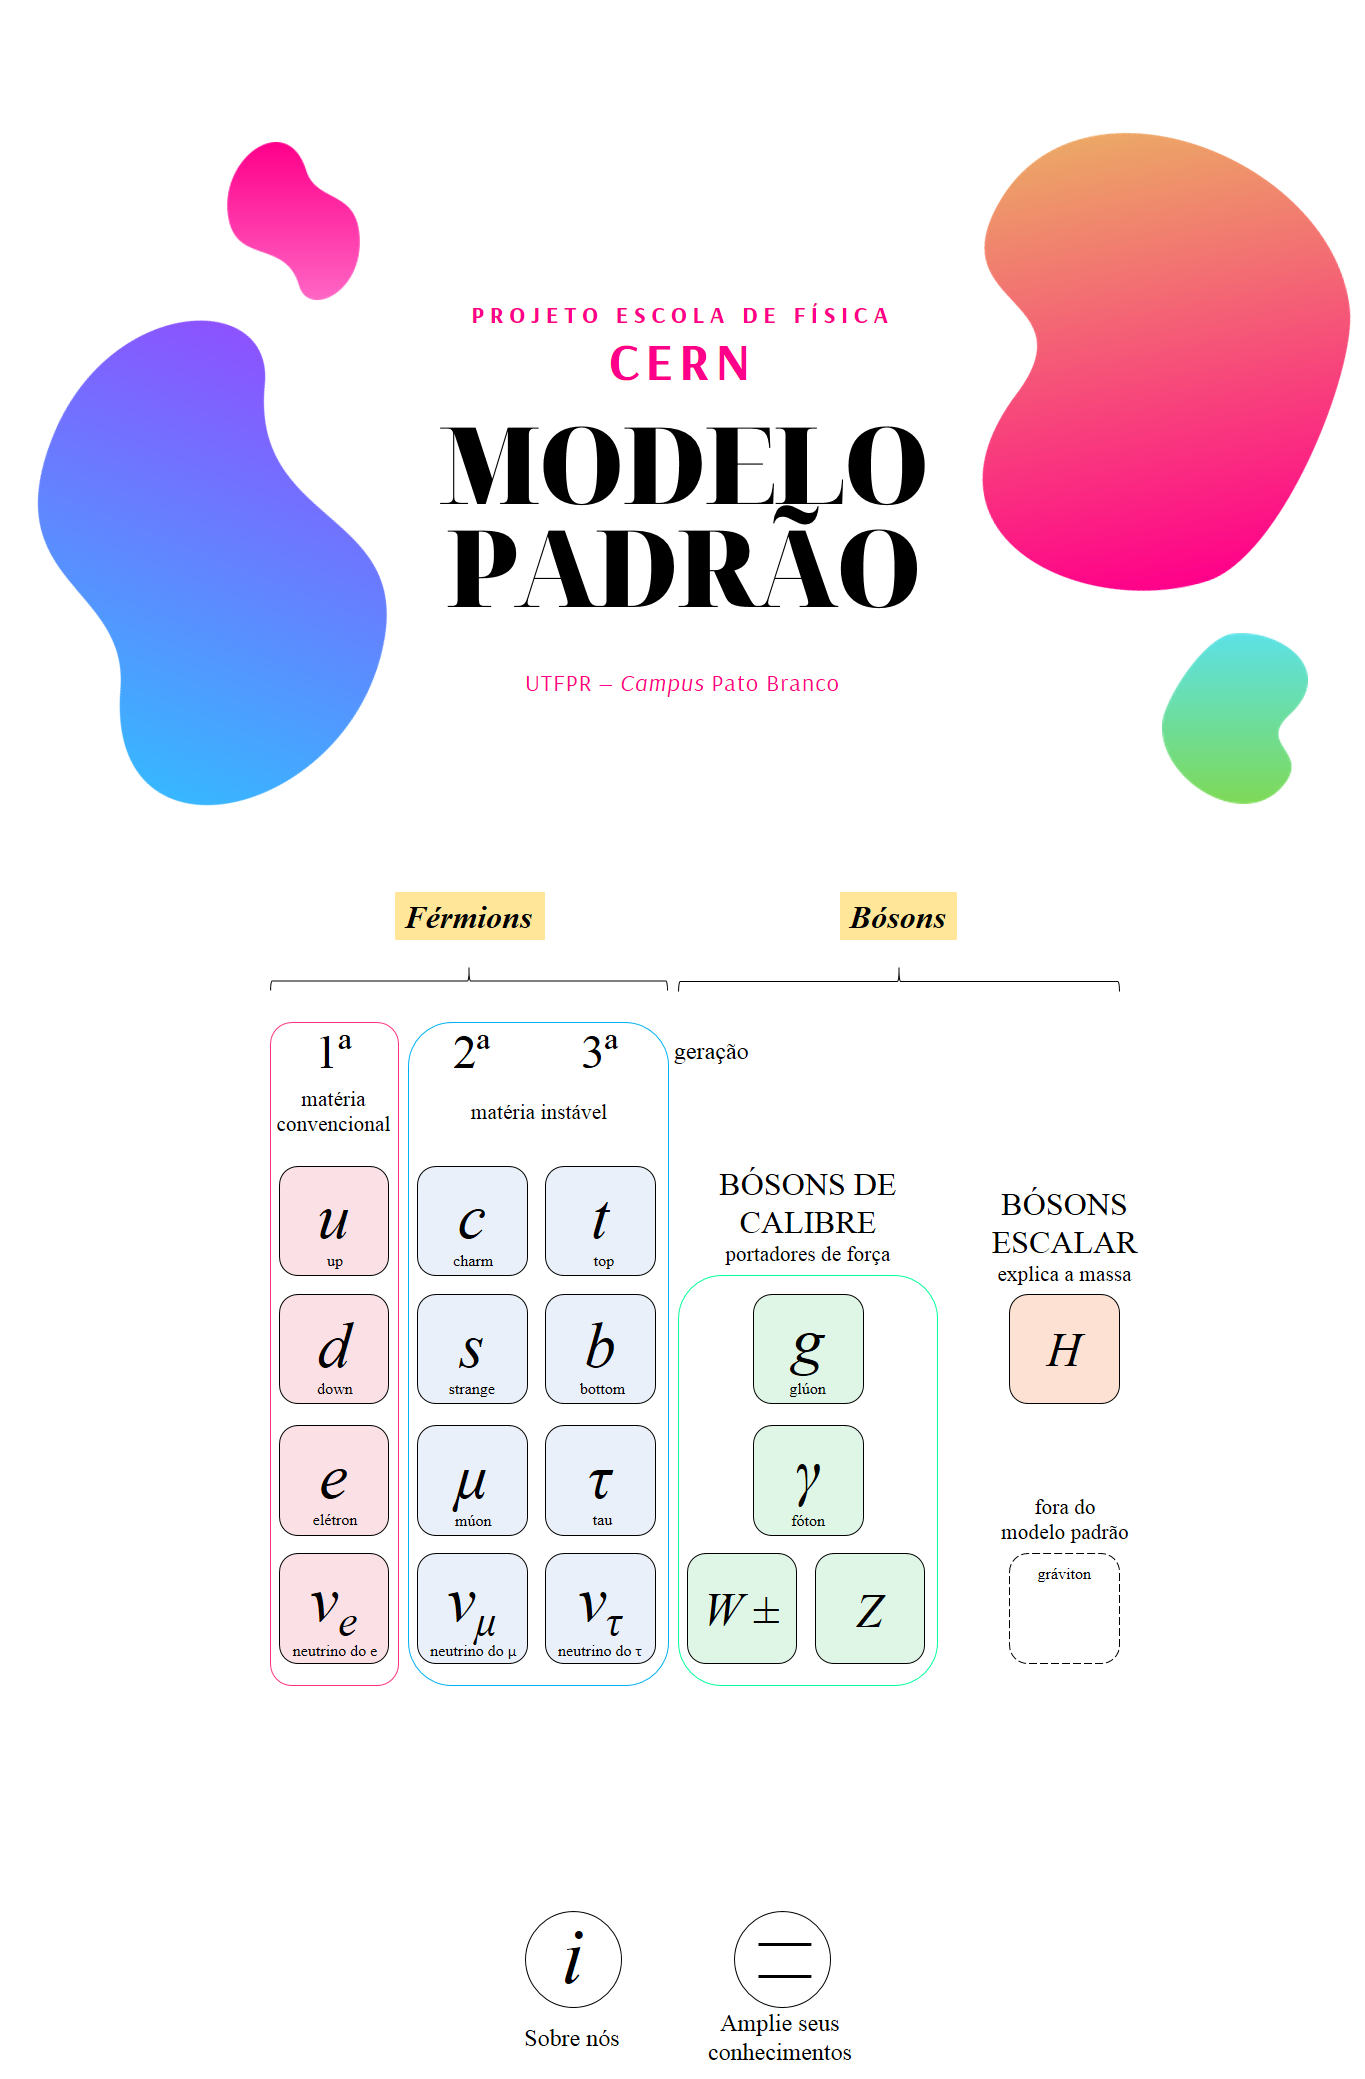 PROJETO ESCOLA DE FÍSICA
CERN
MODELO
PADRÃO
UTFPR – Campus Pato Branco
Férmions
Bósons
1ª
2ª
3ª
geração
matéria
convencional
matéria instável
u
up
c
charm
t
top
BÓSONS DE
CALIBRE
portadores de força
BÓSONS
ESCALAR
explica a massa
d
down
s
strange
b
bottom
g
glúon
H
e
elétron
μ
múon
τ
tau
γ
fóton
fora do
modelo padrão
gráviton
νe
neutrino do e
νμ
neutrino do μ
ντ
neutrino do τ
W ±
Z
i
Sobre nós
Amplie seus
conhecimentos